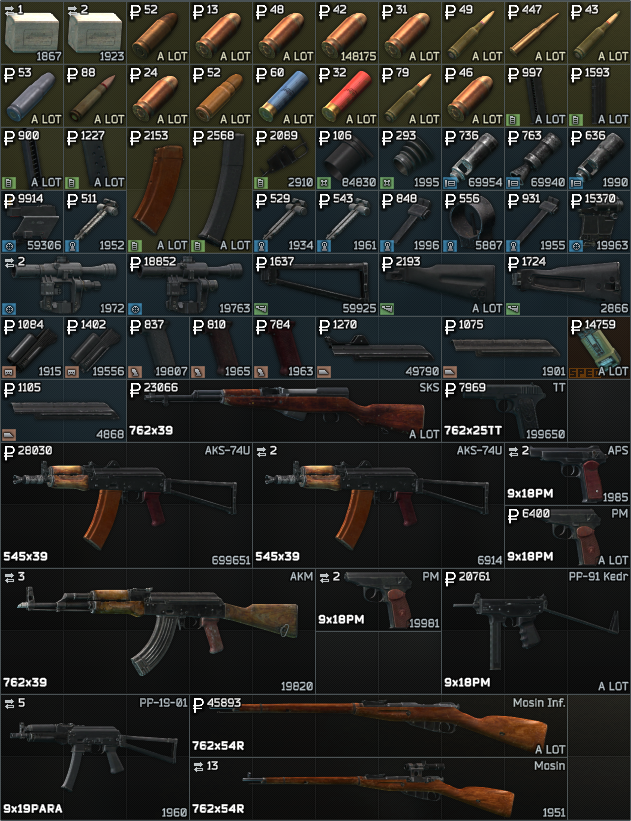 1 ₽ 2 ₽ 52 ₽ 13 ₽ 48 ₽ 42 ₽ 31 ₽ 49 ₽ 447 ₽ 43
1867 1923 A LOT A LOT A LOT 148175 A LOT A LOT A LOT A LOT
₽ 53 ₽ 88 ₽ 24 ₽ 52 ₽ 60 ₽ 32 ₽ 79 ₽ 46 ₽ 997 ₽ 1593
A LOT A LOT A LOT A LOT A LOT A LOT A LOT A LOT A LOT A LOT
₽ 900 ₽ 1227 ₽ 2153 ₽ 2568 ₽ 2089 ₽ 106 ₽ 293 ₽ 736 ₽ 763 ₽ 636
A LOT A LOT 2910 84830 1995 69954 69940 1990
₽ 9914 ₽ 511 ₽ 529 ₽ 543 ₽ 848 ₽ 556 ₽ 931 ₽ 15370
59306 1952 A LOT A LOT 1934 1961 1996 5887 1955 19963
2 ₽ 18852 ₽ 1637 ₽ 2193 ₽ 1724
1972 19763 59925 A LOT 2866
₽ 1084 ₽ 1402 ₽ 837 ₽ 810 ₽ 784 ₽ 1270 ₽ 1075 ₽ 14759
1915 19556 19807 1965 1963 49790 1901 A LOT
₽ 1105 ₽ 23066 SKS ₽ 7969 TT
4868 762x39 A LOT 762x25TT 199650
₽ 28030 AKS-74U 2 AKS-74U 2 APS
9x18PM 1985
₽ 6400 PM
545x39 699651 545x39 6914 9x18PM A LOT
3 AKM 2 PM ₽ 20761 PP-91 Kedr
9x18PM 19981
762x39 19820 9x18PM A LOT
5 PP-19-01 ₽ 45893 Mosin Inf.
762x54R A LOT
13 Mosin
9x19PARA 1960 762x54R 1951